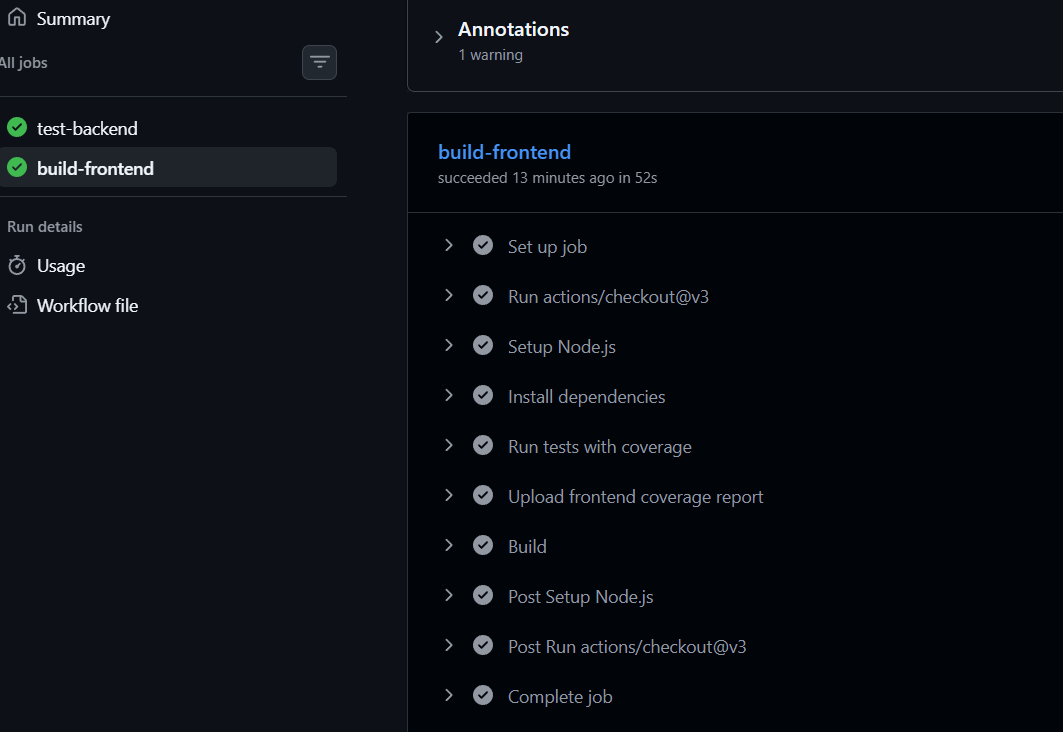 Summary
All jobs
test-backend
build-frontend
Run details
Usage
Workflow file
Annotations
1 warning
build-frontend
succeeded 13 minutes ago in 52s
Set up job
Run actions/checkout@v3
Setup Node.js
Install dependencies
Run tests with coverage
Upload frontend coverage report
Build
Post Setup Node.js
Post Run actions/checkout@v3
Complete job